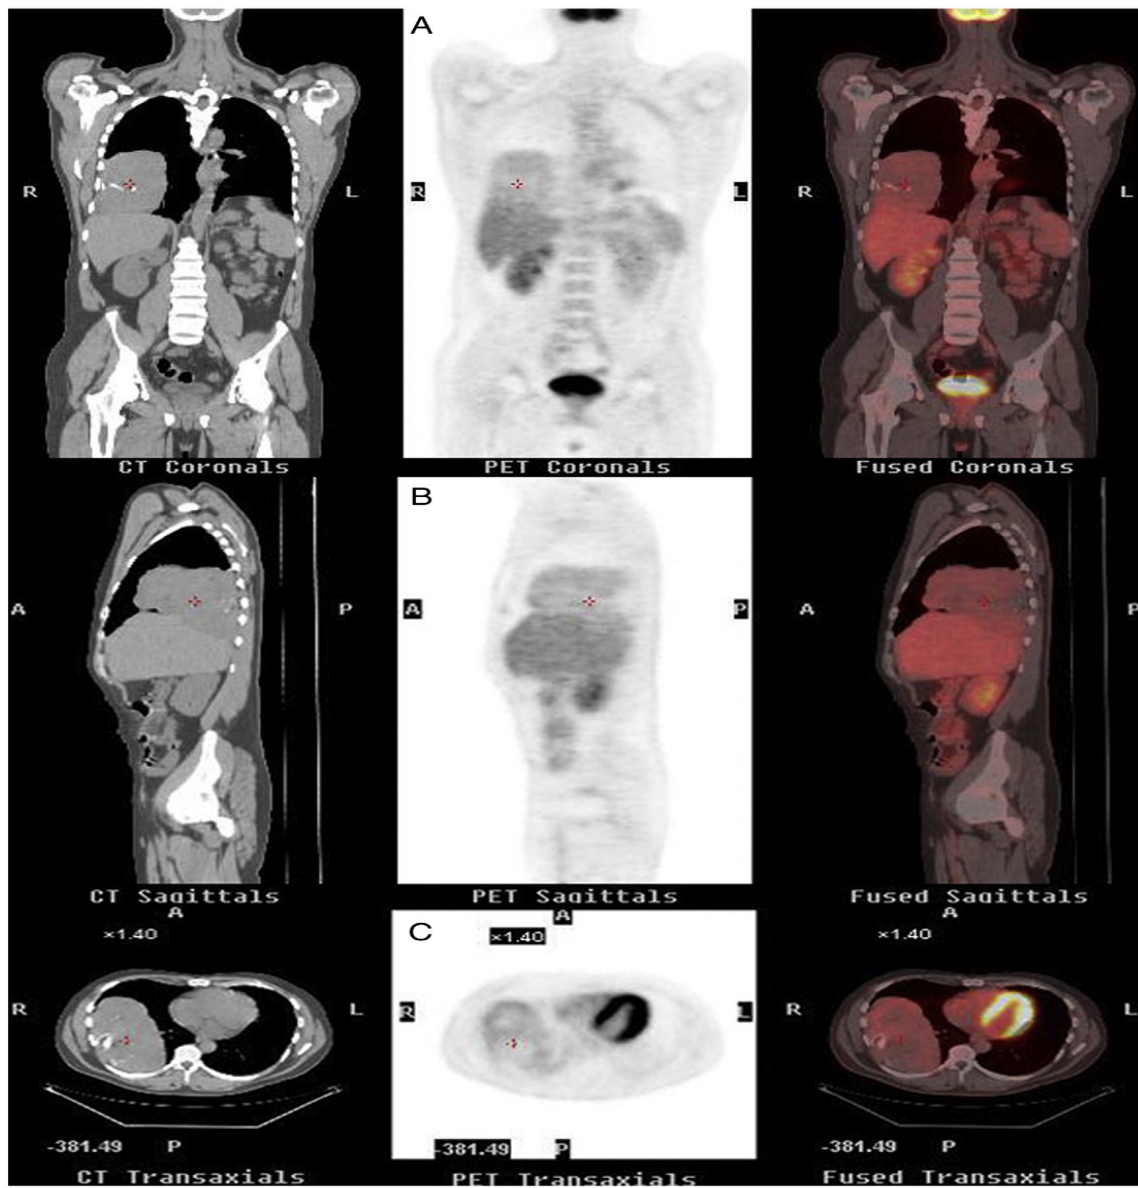 A
R L R L R L
CT Coronals PET Coronals Fused Coronals
B
A P A P A P
CT Sagittals PET Sagittals Fused Sagittals
A A A
×1.40 C ×1.40 ×1.40
R L R L R L
-381.49 P -381.49 P -381.49 P
CT Transaxials PET Transaxials Fused Transaxials